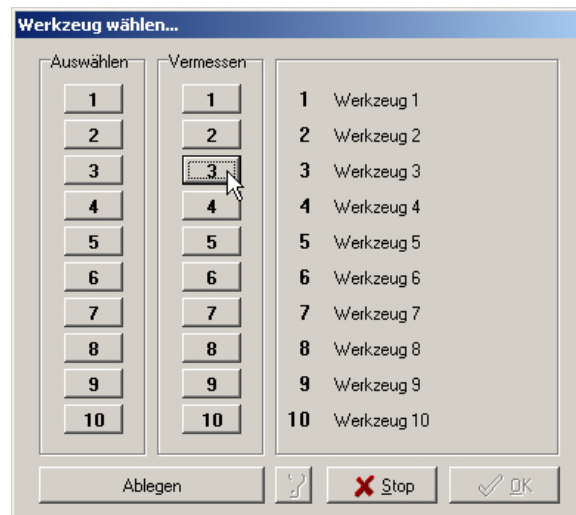 Werkzeug wählen...
Auswählen Vermessen
1 1 1 Werkzeug 1
2 2 2 Werkzeug 2
3 3 3 Werkzeug 3
4 4 4 Werkzeug 4
5 5 5 Werkzeug 5
6 6 6 Werkzeug 6
7 7 7 Werkzeug 7
8 8 8 Werkzeug 8
9 9 9 Werkzeug 9
10 10 10 Werkzeug 10
Ablegen Stop OK